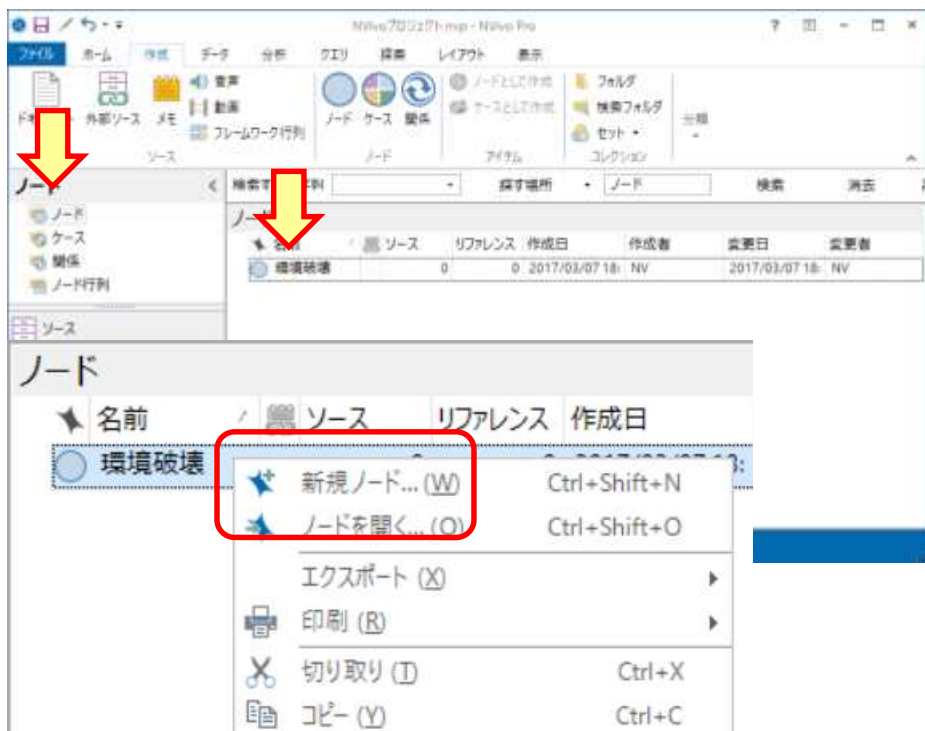 NVivoプロジェクト.nvp - NVivo Pro
ファイル ホーム 作成 データ 分析 クエリ 探索 レイアウト 表示
音声
動画
フレームワーク行列
外部ソース メモ
ノード ケース 関係
ノードとして作成
ケースとして作成
フォルダ
検索フォルダ
セット
分類
ソース ノード アイテム コレクション
ノード
探す場所 ノード 検索 消去
ノード
ケース
関係
ノード行列
ソース
ソース リファレンス 作成日 作成者 変更日 変更者
環境破壊 0 0 2017/03/07 18: NV 2017/03/07 18: NV
ノード
名前 ソース リファレンス 作成日
環境破壊
新規ノード... (W) Ctrl+Shift+N
ノードを開く... (O) Ctrl+Shift+O
エクスポート (X)
印刷 (R)
切り取り (T) Ctrl+X
コピー (Y) Ctrl+C